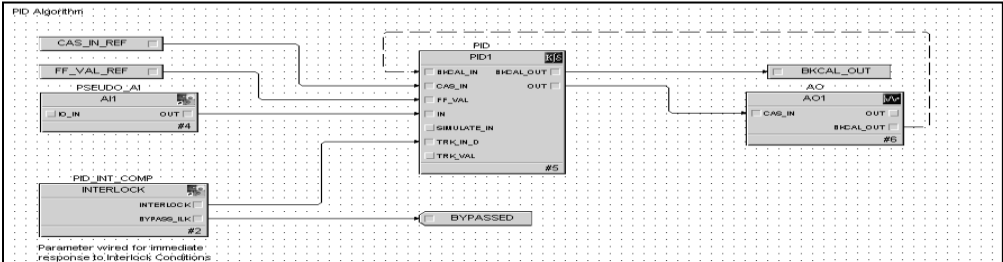 PID Algorithm
CAS_IN_REF
FF_VAL_REF
PSEUDO_AI
AI1
IO_IN OUT
#4
PID_INT_COMP
INTERLOCK
INTERLOCK
BYPASS_ILK
#2
Parameter wired for immediate
response to Interlock Conditions
PID
PID1
BKCAL_IN BKCAL_OUT
CAS_IN OUT
FF_VAL
IN
SIMULATE_IN
TRK_IN_D
TRK_VAL
#5
BYPASSED
BKCAL_OUT
AO
AO1
CAS_IN OUT
BKCAL_OUT
#6